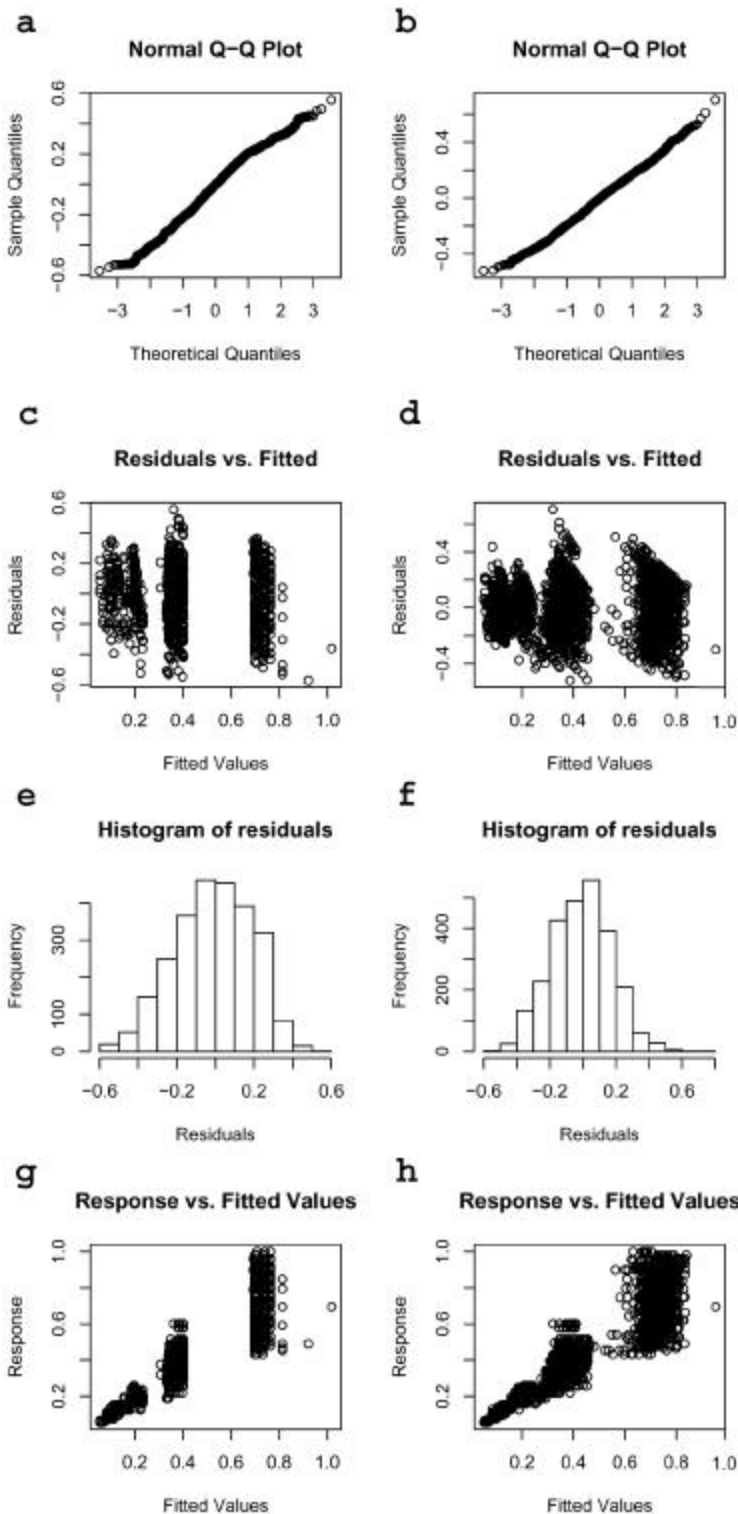 a b
Normal Q−Q Plot Normal Q−Q Plot
Sample Quantiles
−0.6 −0.2 0.2 0.6
−3 −1 0 1 2 3
Theoretical Quantiles
Sample Quantiles
−0.4 0.0 0.4
−3 −1 0 1 2 3
Theoretical Quantiles
c d
Residuals vs. Fitted Residuals vs. Fitted
Residuals
−0.6 −0.2 0.2 0.6
0.2 0.4 0.6 0.8 1.0
Fitted Values
Residuals
−0.4 0.0 0.4
0.2 0.4 0.6 0.8 1.0
Fitted Values
e f
Histogram of residuals Histogram of residuals
Frequency
0 100 300
−0.6 −0.2 0.2 0.6
Residuals
Frequency
0 200 400
−0.6 −0.2 0.2 0.6
Residuals
g h
Response vs. Fitted Values Response vs. Fitted Values
Response
0.2 0.6 1.0
0.2 0.4 0.6 0.8 1.0
Fitted Values
Response
0.2 0.6 1.0
0.2 0.4 0.6 0.8 1.0
Fitted Values